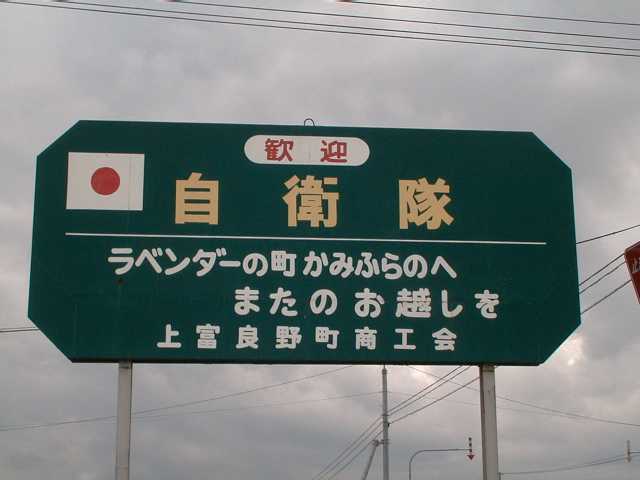 歓迎
自衛隊
ラベンダーの町かみふらのへ
またのお越しを
上富良野町商工会